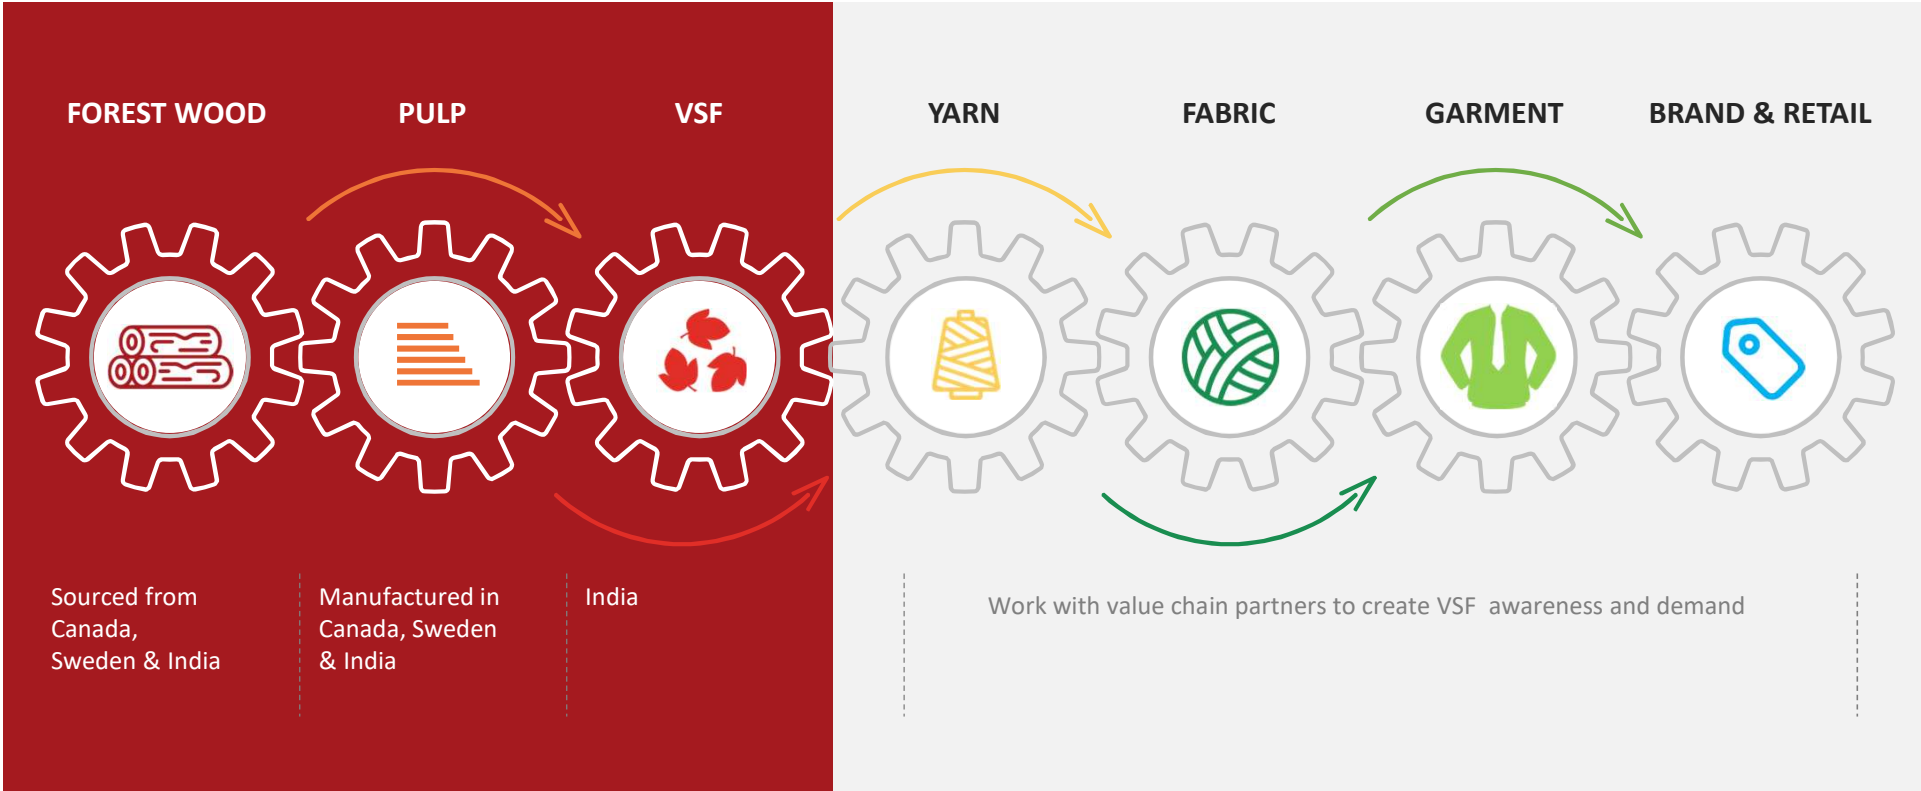 FOREST WOOD
PULP
VSF
YARN
FABRIC
GARMENT
BRAND & RETAIL
Sourced from
Canada,
Sweden & India
Manufactured in
Canada, Sweden
& India
India
Work with value chain partners to create VSF  awareness and demand